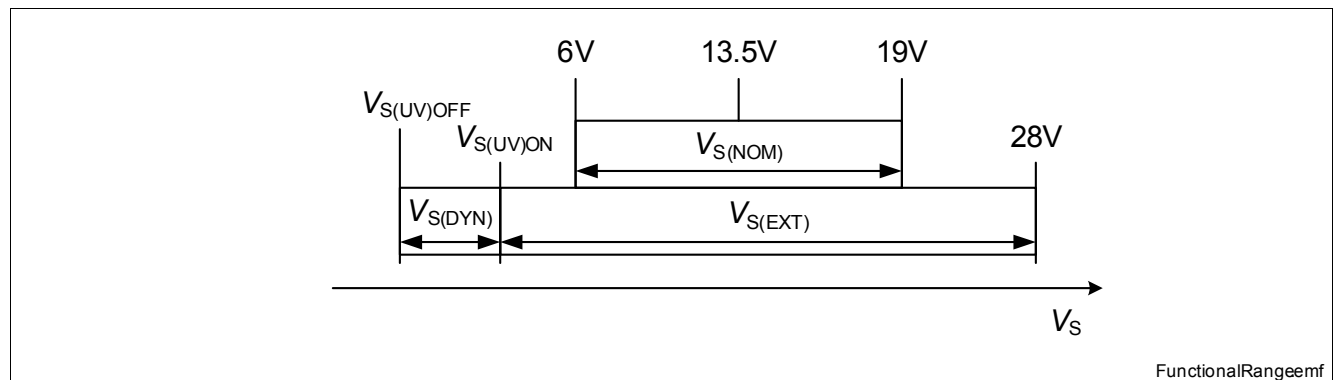 6V 13.5V 19V
VS(UV)OFF
VS(UV)ON
VS(NOM)
28V
VS(DYN)
VS(EXT)
VS
FunctionalRangeemf